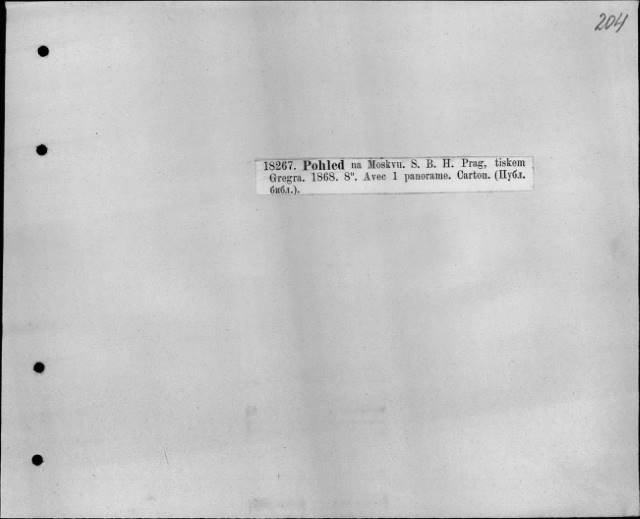 204
18267. Pohled na Moskvu. S. B. H. Prag, tiskem
Gregra. 1868. 8°. Avec 1 panorame. Carton. (Публ.
библ.).